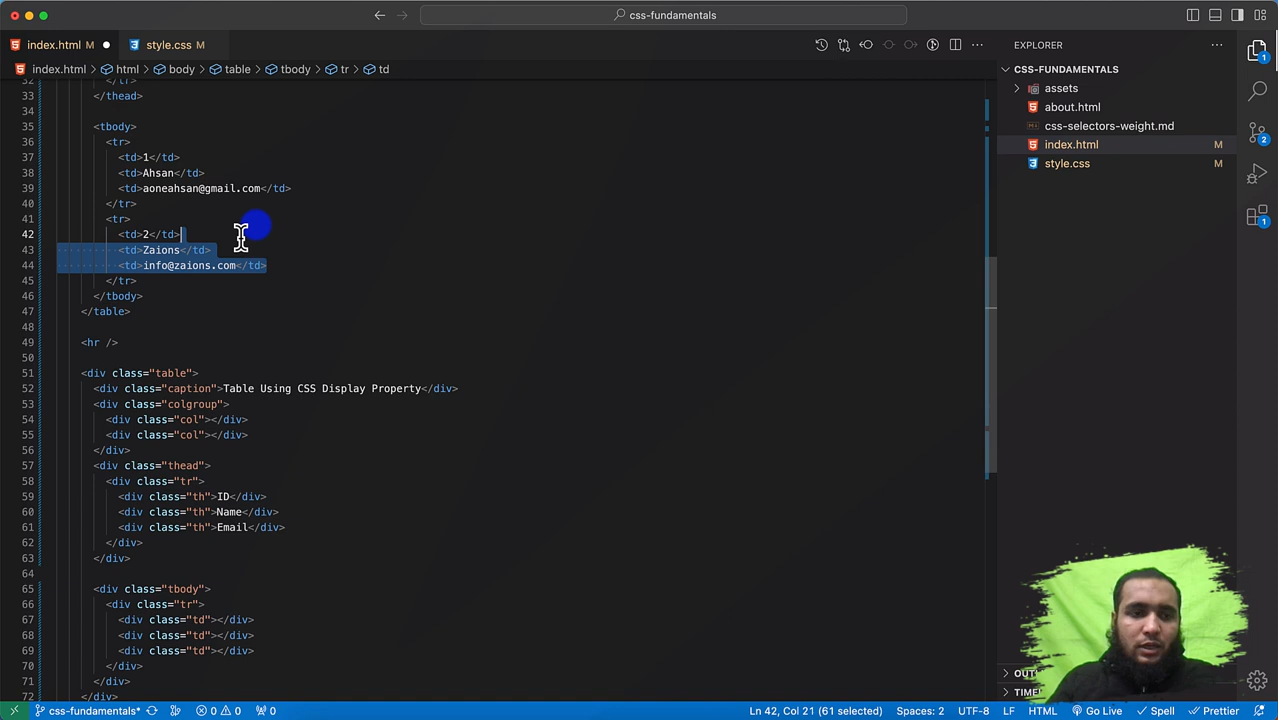 css-fundamentals
index.html M
style.css M
index.html > html > body > table > tbody > tr > td
33 </thead>
34
35 <tbody>
36 <tr>
37 <td>1</td>
38 <td>Ahsan</td>
39 <td>aoneahsan@gmail.com</td>
40 </tr>
41 <tr>
42 <td>2</td>
43 <td>Zaions</td>
44 <td>info@zaions.com</td>
45 </tr>
46 </tbody>
47 </table>
48
49 <hr />
50
51 <div class="table">
52 <div class="caption">Table Using CSS Display Property</div>
53 <div class="colgroup">
54 <div class="col"></div>
55 <div class="col"></div>
56 </div>
57 <div class="thead">
58 <div class="tr">
59 <div class="th">ID</div>
60 <div class="th">Name</div>
61 <div class="th">Email</div>
62 </div>
63 </div>
64
65 <div class="tbody">
66 <div class="tr">
67 <div class="td"></div>
68 <div class="td"></div>
69 <div class="td"></div>
70 </div>
71 </div>
72 </div>
EXPLORER
CSS-FUNDAMENTALS
assets
about.html
css-selectors-weight.md
index.html M
style.css M
OUT
TIME
1
2
1
css-fundamentals* 0 0 0 Ln 42, Col 21 (61 selected) Spaces: 2 UTF-8 LF HTML Go Live Spell Prettier